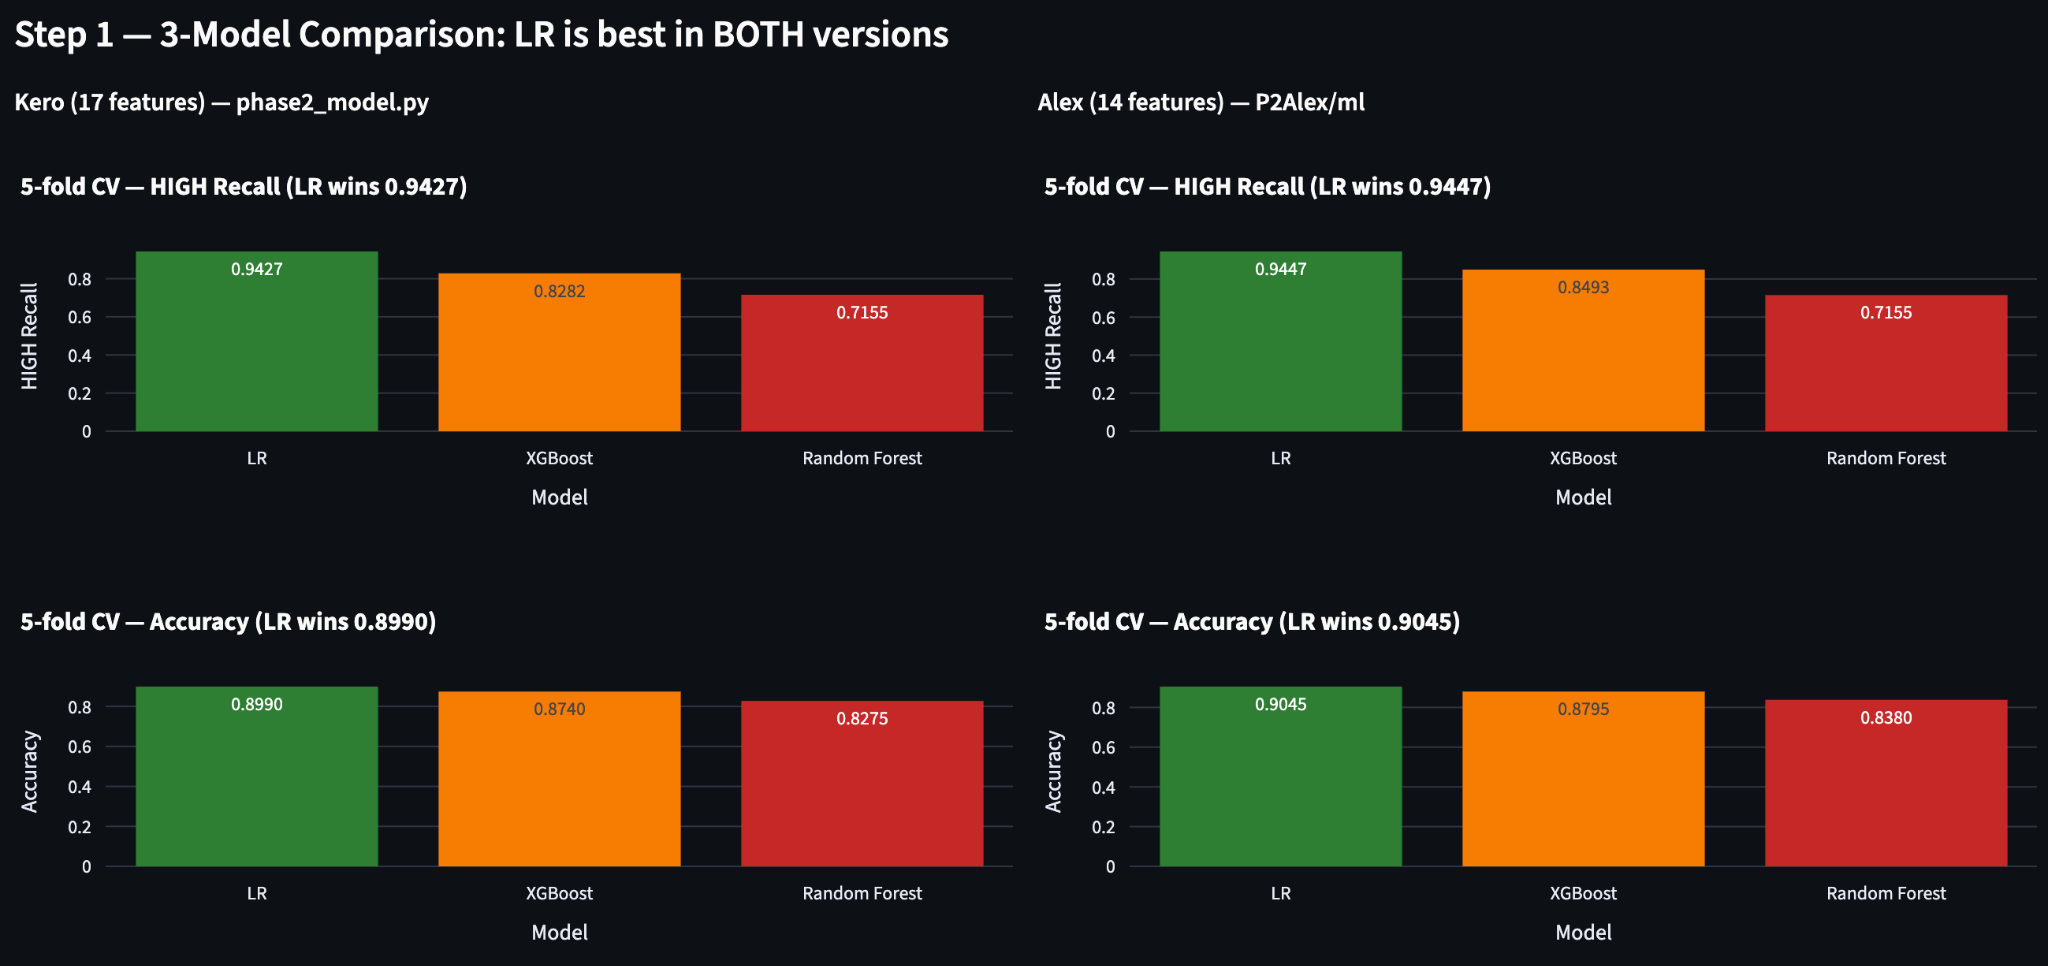 Step 1 — 3-Model Comparison: LR is best in BOTH versions
Kero (17 features) — phase2_model.py
5-fold CV — HIGH Recall (LR wins 0.9427)
HIGH Recall
0.8
0.6
0.4
0.2
0
0.9427
0.8282
0.7155
LR
XGBoost
Random Forest
Model
5-fold CV — Accuracy (LR wins 0.8990)
Accuracy
0.8
0.6
0.4
0.2
0
0.8990
0.8740
0.8275
LR
XGBoost
Random Forest
Model
Alex (14 features) — P2Alex/ml
5-fold CV — HIGH Recall (LR wins 0.9447)
HIGH Recall
0.8
0.6
0.4
0.2
0
0.9447
0.8493
0.7155
LR
XGBoost
Random Forest
Model
5-fold CV — Accuracy (LR wins 0.9045)
Accuracy
0.8
0.6
0.4
0.2
0
0.9045
0.8795
0.8380
LR
XGBoost
Random Forest
Model